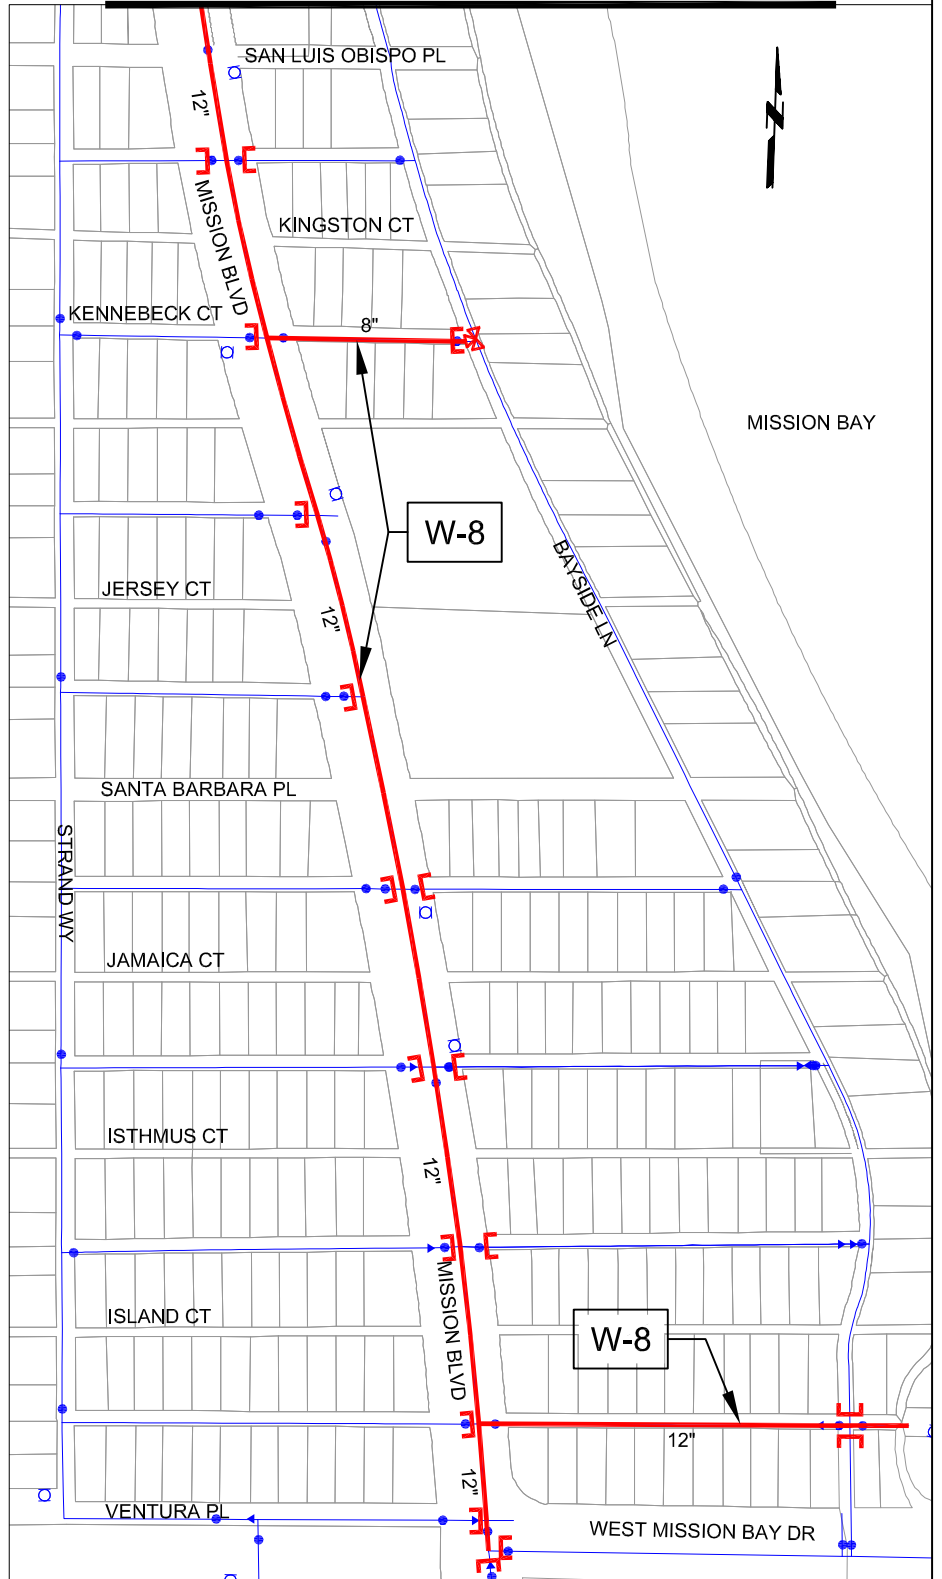 SAN LUIS OBISPO PL
12"
N
MISSION BLVD
KINGSTON CT
KENNEBECK CT
8"
MISSION BAY
W-8
BAYSIDE LN
JERSEY CT
12"
SANTA BARBARA PL
STRAND WY
JAMAICA CT
ISTHMUS CT
12"
MISSION BLVD
ISLAND CT
W-8
12"
12"
VENTURA PL
WEST MISSION BAY DR